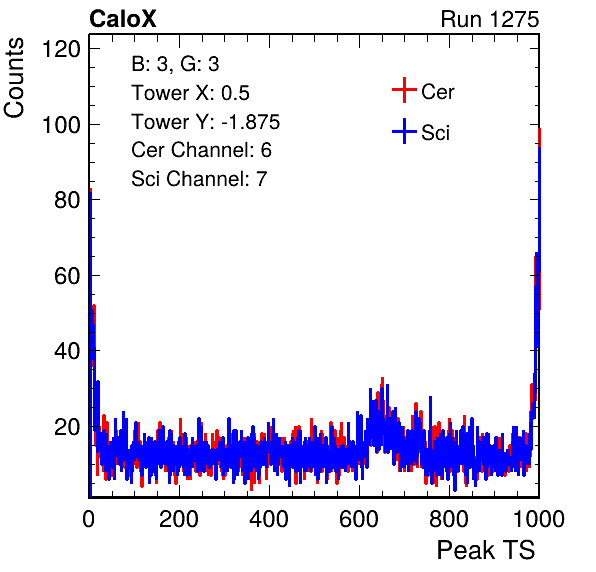 CaloX Run 1275
Counts
120
100
80
60
40
20
B: 3, G: 3
Tower X: 0.5
Tower Y: -1.875
Cer Channel: 6
Sci Channel: 7
Cer
Sci
0 200 400 600 800 1000
Peak TS